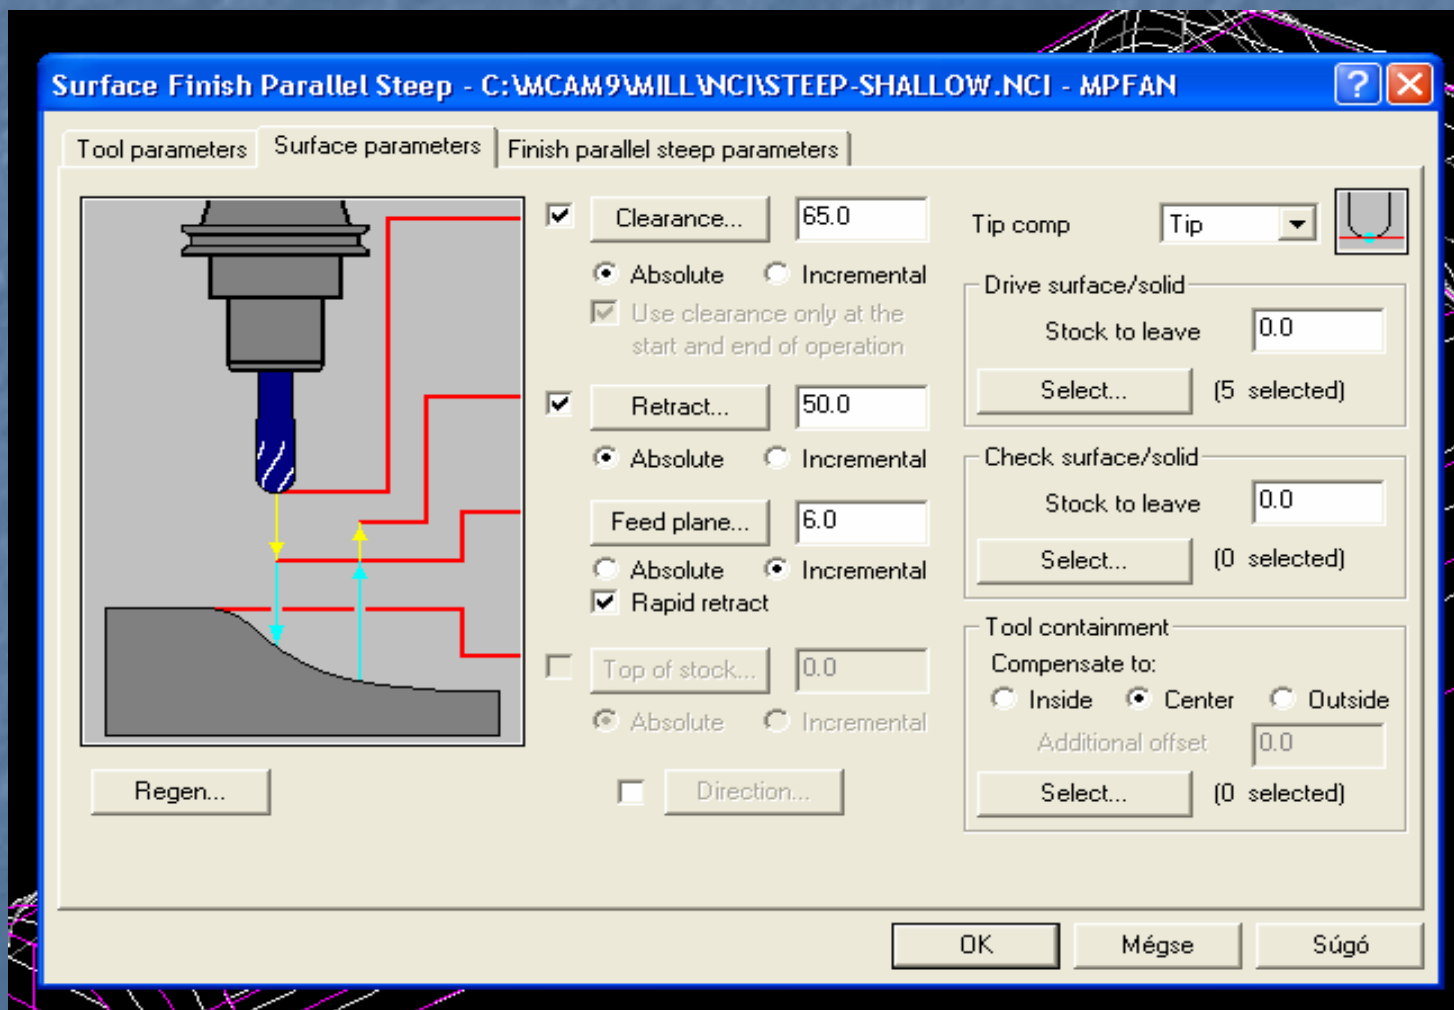 Surface Finish Parallel Steep - C:\MCAM9\MILL\NCI\STEEP-SHALLOW.NCI - MPFAN
Tool parameters
Surface parameters
Finish parallel steep parameters
Clearance...
65.0
Absolute
Incremental
Use clearance only at the
start and end of operation
Retract...
50.0
Absolute
Incremental
Feed plane...
6.0
Absolute
Incremental
Rapid retract
Top of stock...
0.0
Absolute
Incremental
Direction...
Regen...
Tip comp
Tip
Drive surface/solid
Stock to leave
0.0
Select...
(5 selected)
Check surface/solid
Stock to leave
0.0
Select...
(0 selected)
Tool containment
Compensate to:
Inside
Center
Outside
Additional offset
0.0
Select...
(0 selected)
OK
Mégse
Súgó